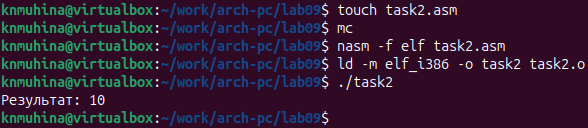 knmuhina@virtualbox:~/work/arch-pc/lab09$ touch task2.asm
knmuhina@virtualbox:~/work/arch-pc/lab09$ mc
knmuhina@virtualbox:~/work/arch-pc/lab09$ nasm -f elf task2.asm
knmuhina@virtualbox:~/work/arch-pc/lab09$ ld -m elf_i386 -o task2 task2.o
knmuhina@virtualbox:~/work/arch-pc/lab09$ ./task2
Результат: 10
knmuhina@virtualbox:~/work/arch-pc/lab09$